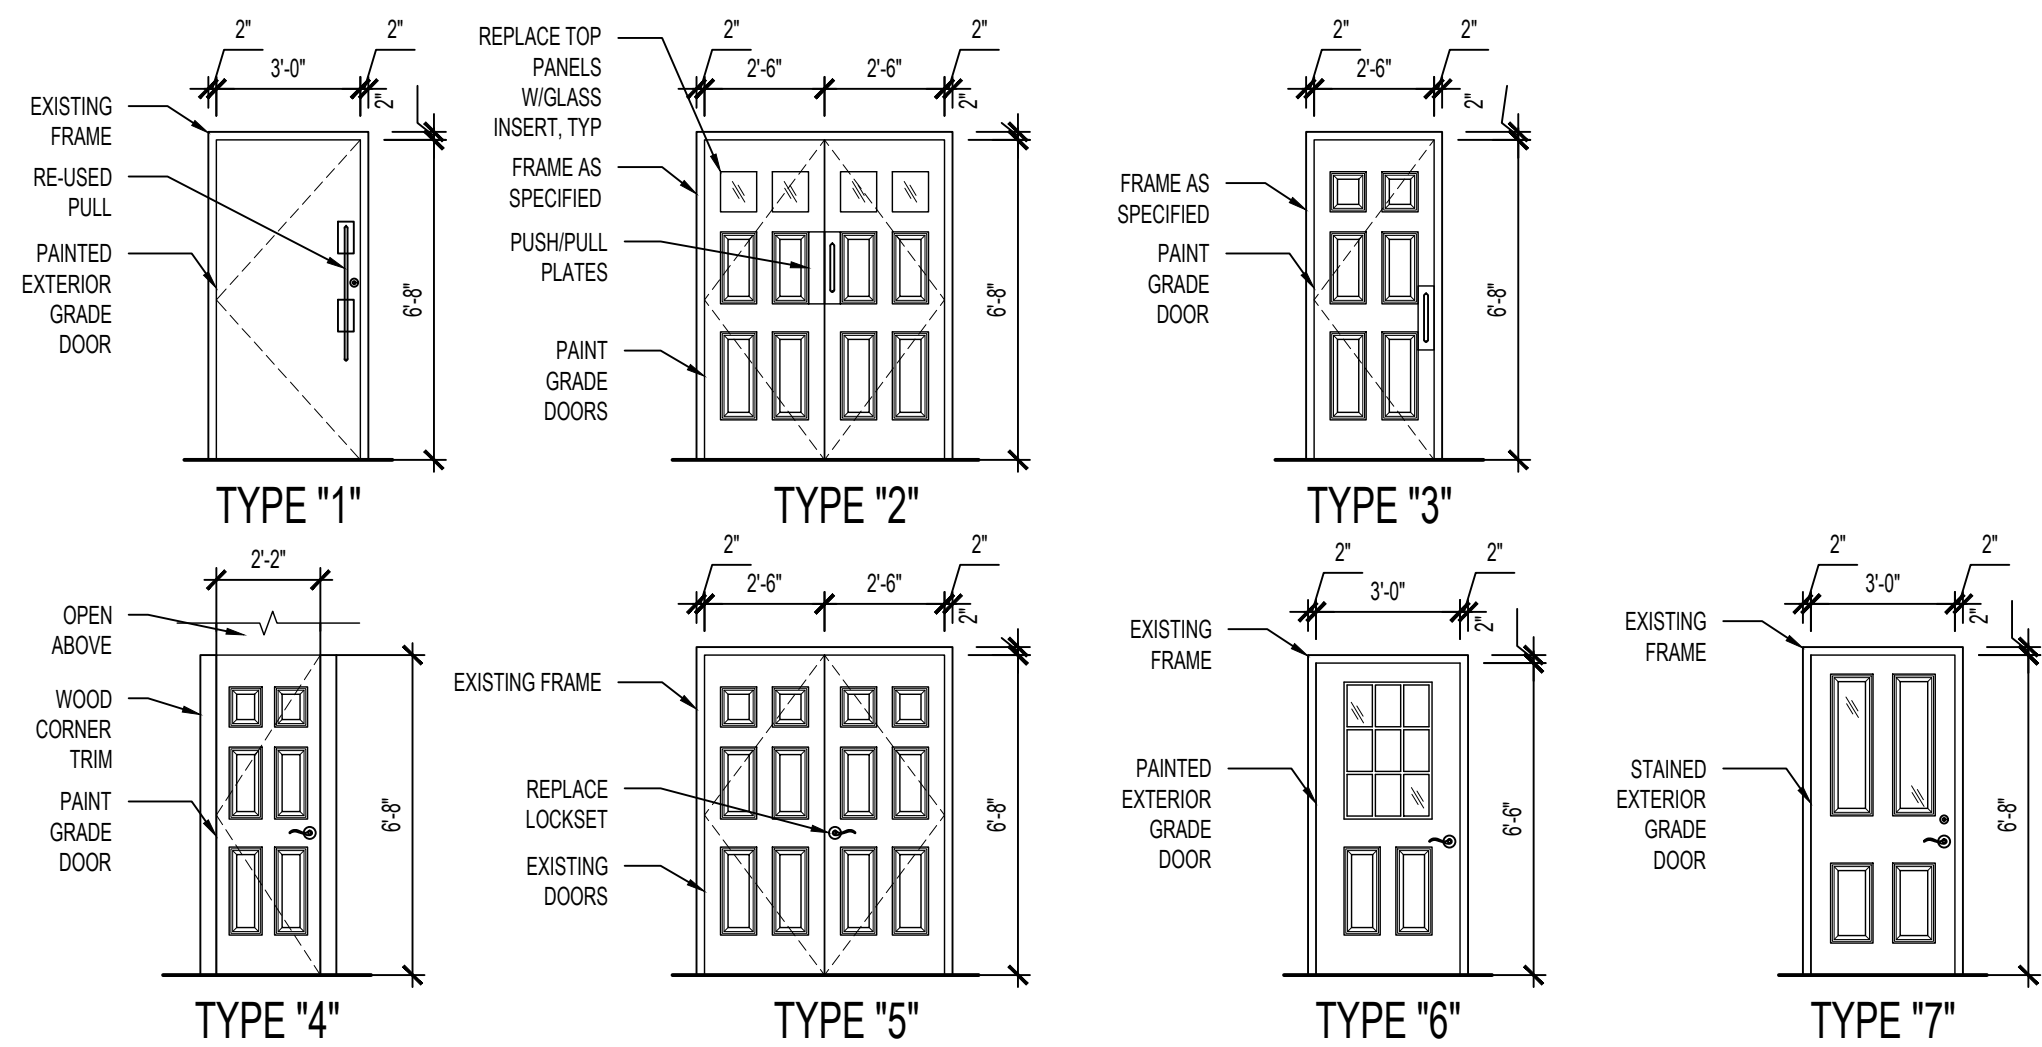 2"
2"
3'-0"
2"
EXISTING
FRAME
RE-USED
PULL
PAINTED
EXTERIOR
GRADE
DOOR
6'-8"
TYPE "1"
REPLACE TOP
PANELS
W/GLASS
INSERT, TYP
2"
2"
2'-6"
2'-6"
2"
FRAME AS
SPECIFIED
PUSH/PULL
PLATES
PAINT
GRADE
DOORS
6'-8"
TYPE "2"
2"
2"
2'-6"
2"
FRAME AS
SPECIFIED
PAINT
GRADE
DOOR
6'-8"
TYPE "3"
2'-2"
OPEN
ABOVE
WOOD
CORNER
TRIM
PAINT
GRADE
DOOR
6'-8"
TYPE "4"
2"
2"
2'-6"
2'-6"
2"
EXISTING FRAME
REPLACE
LOCKSET
EXISTING
DOORS
6'-8"
TYPE "5"
2"
2"
3'-0"
2"
EXISTING
FRAME
PAINTED
EXTERIOR
GRADE
DOOR
6'-6"
TYPE "6"
2"
2"
3'-0"
2"
EXISTING
FRAME
STAINED
EXTERIOR
GRADE
DOOR
6'-8"
TYPE "7"